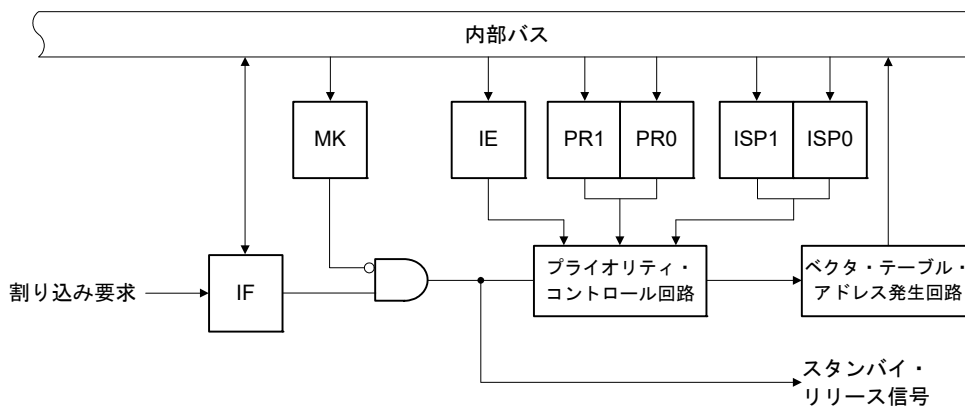 内部バス
MK
IE
PR1
PR0
ISP1
ISP0
割り込み要求
IF
プライオリティ・
コントロール回路
ベクタ・テーブル・
アドレス発生回路
スタンバイ・
リリース信号